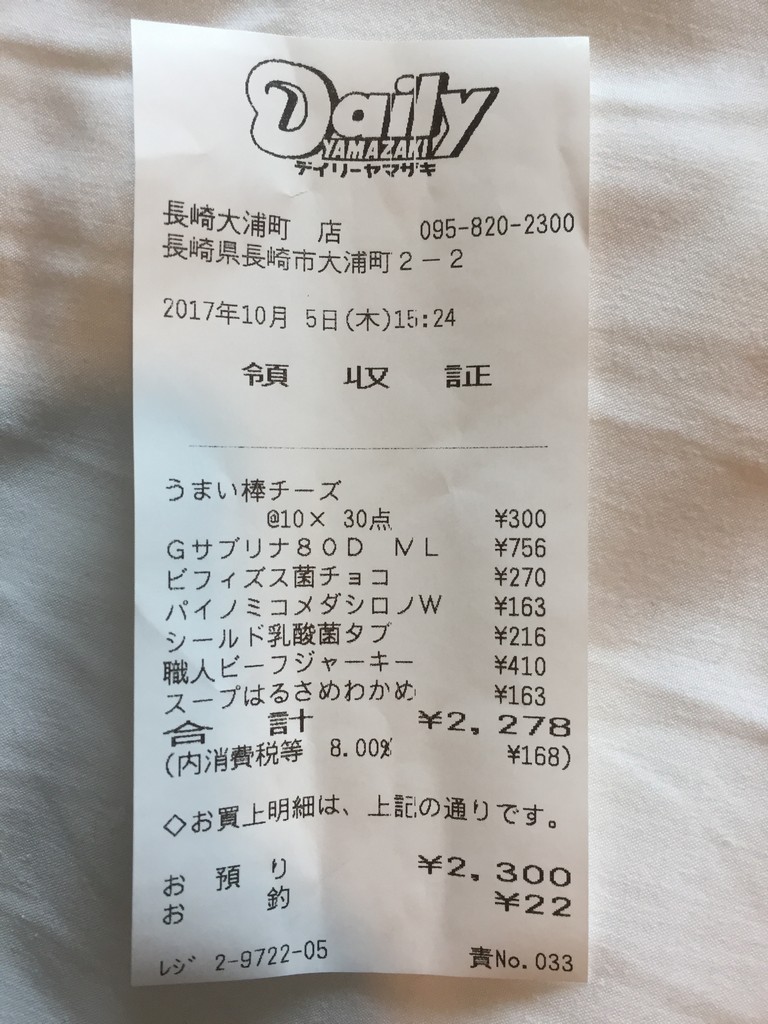 Daily
YAMAZAKI
デイリーヤマザキ
長崎大浦町 店 095-820-2300
長崎県長崎市大浦町2-2
2017年10月 5日(木)15:24
領 収 証
うまい棒チーズ
@10× 30点 ¥300
Gサブリナ80D ML ¥756
ビフィズス菌チョコ ¥270
パイノミコメダシロノW ¥163
シールド乳酸菌タブ ¥216
職人ビーフジャーキー ¥410
スープはるさめわかめ ¥163
合 計 ¥2,278
(内消費税等 8.00% ¥168)
◇お買上明細は、上記の通りです。
お 預 り ¥2,300
お 釣 ¥22
レジ 2-9722-05 責No.033